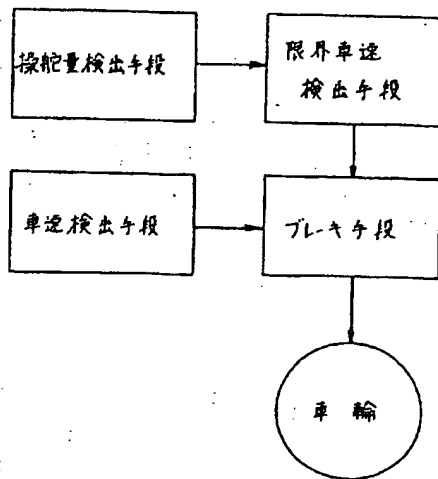 操舵量検出手段
限界車速
検出手段
車速検出手段
ブレーキ手段
車輪